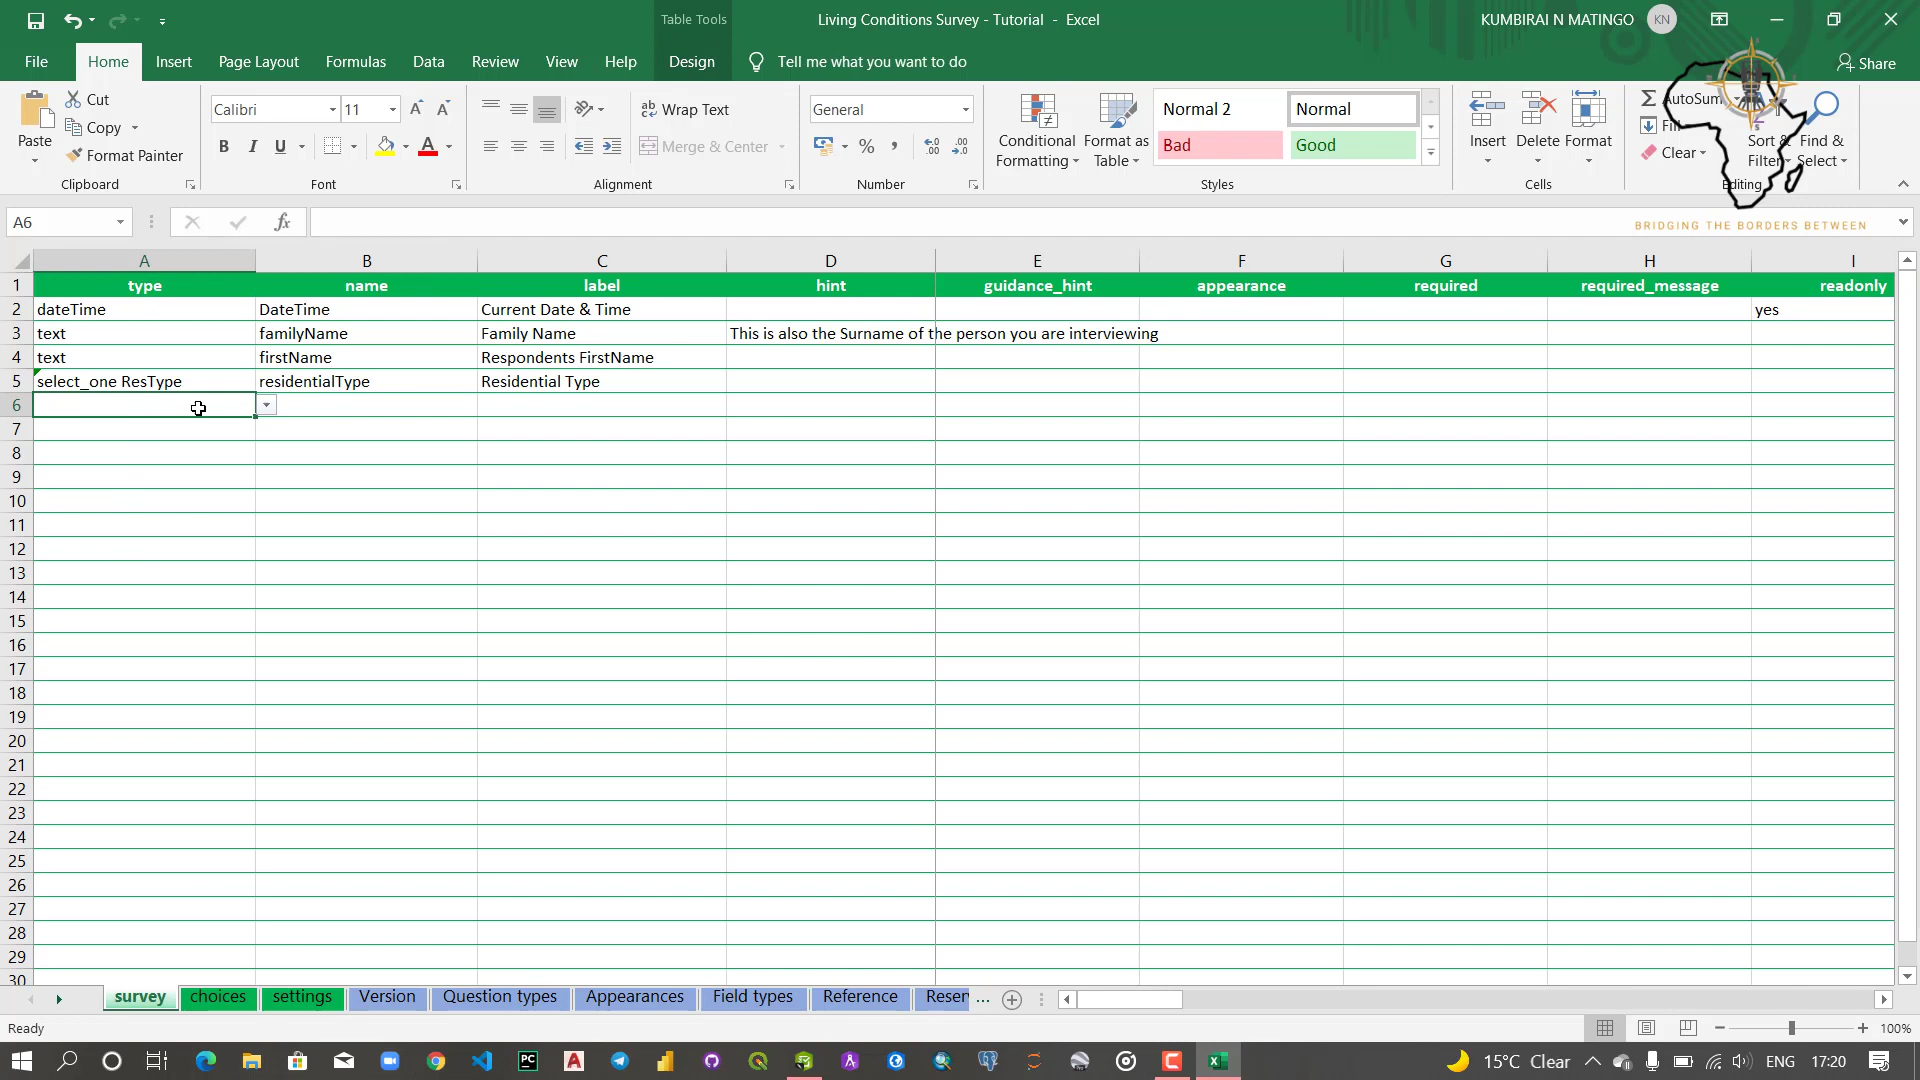 Table Tools
Living Conditions Survey - Tutorial - Excel
KUMBIRAI N MATINGO
KN
File
Home
Insert
Page Layout
Formulas
Data
Review
View
Help
Design
Tell me what you want to do
Share
Paste
Cut
Copy
Format Painter
Clipboard
Calibri
11
B I U
A
Font
Wrap Text
Merge & Center
Alignment
General
Number
Conditional Formatting
Format as Table
Normal 2
Normal
Bad
Good
Styles
Insert
Delete
Format
Cells
AutoSum
Fill
Clear
Sort & Filter
Find & Select
Editing
BRIDGING THE BORDERS BETWEEN
A6
fx
A B C D E F G H I
1 type name label hint guidance_hint appearance required required_message readonly
2 dateTime DateTime Current Date & Time yes
3 text familyName Family Name This is also the Surname of the person you are interviewing
4 text firstName Respondents FirstName
5 select_one ResType residentialType Residential Type
6
7
8
9
10
11
12
13
14
15
16
17
18
19
20
21
22
23
24
25
26
27
28
29
30
survey
choices
settings
Version
Question types
Appearances
Field types
Reference
Reser ...
Ready
100%
15°C Clear
ENG
17:20